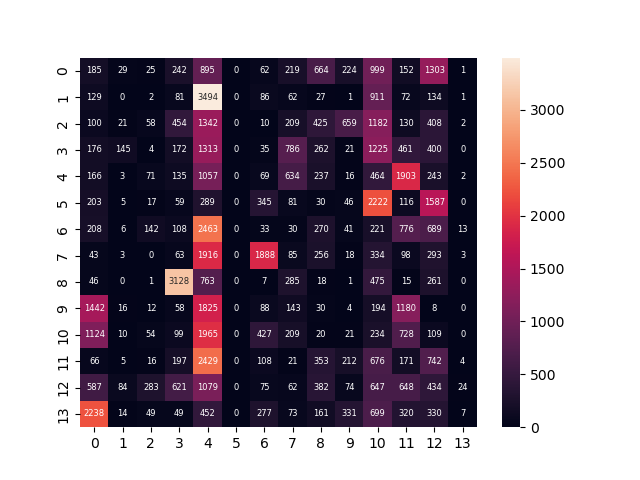 0 185 29 25 242 895 0 62 219 664 224 999 152 1303 1
1 129 0 2 81 3494 0 86 62 27 1 911 72 134 1
2 100 21 58 454 1342 0 10 209 425 659 1182 130 408 2
3 176 145 4 172 1313 0 35 786 262 21 1225 461 400 0
4 166 3 71 135 1057 0 69 634 237 16 464 1903 243 2
5 203 5 17 59 289 0 345 81 30 46 2222 116 1587 0
6 208 6 142 108 2463 0 33 30 270 41 221 776 689 13
7 43 3 0 63 1916 0 1888 85 256 18 334 98 293 3
8 46 0 1 3128 763 0 7 285 18 1 475 15 261 0
9 1442 16 12 58 1825 0 88 143 30 4 194 1180 8 0
10 1124 10 54 99 1965 0 427 209 20 21 234 728 109 0
11 66 5 16 197 2429 0 108 21 353 212 676 171 742 4
12 587 84 283 621 1079 0 75 62 382 74 647 648 434 24
13 2238 14 49 49 452 0 277 73 161 331 699 320 330 7
0 1 2 3 4 5 6 7 8 9 10 11 12 13
3000
2500
2000
1500
1000
500
0